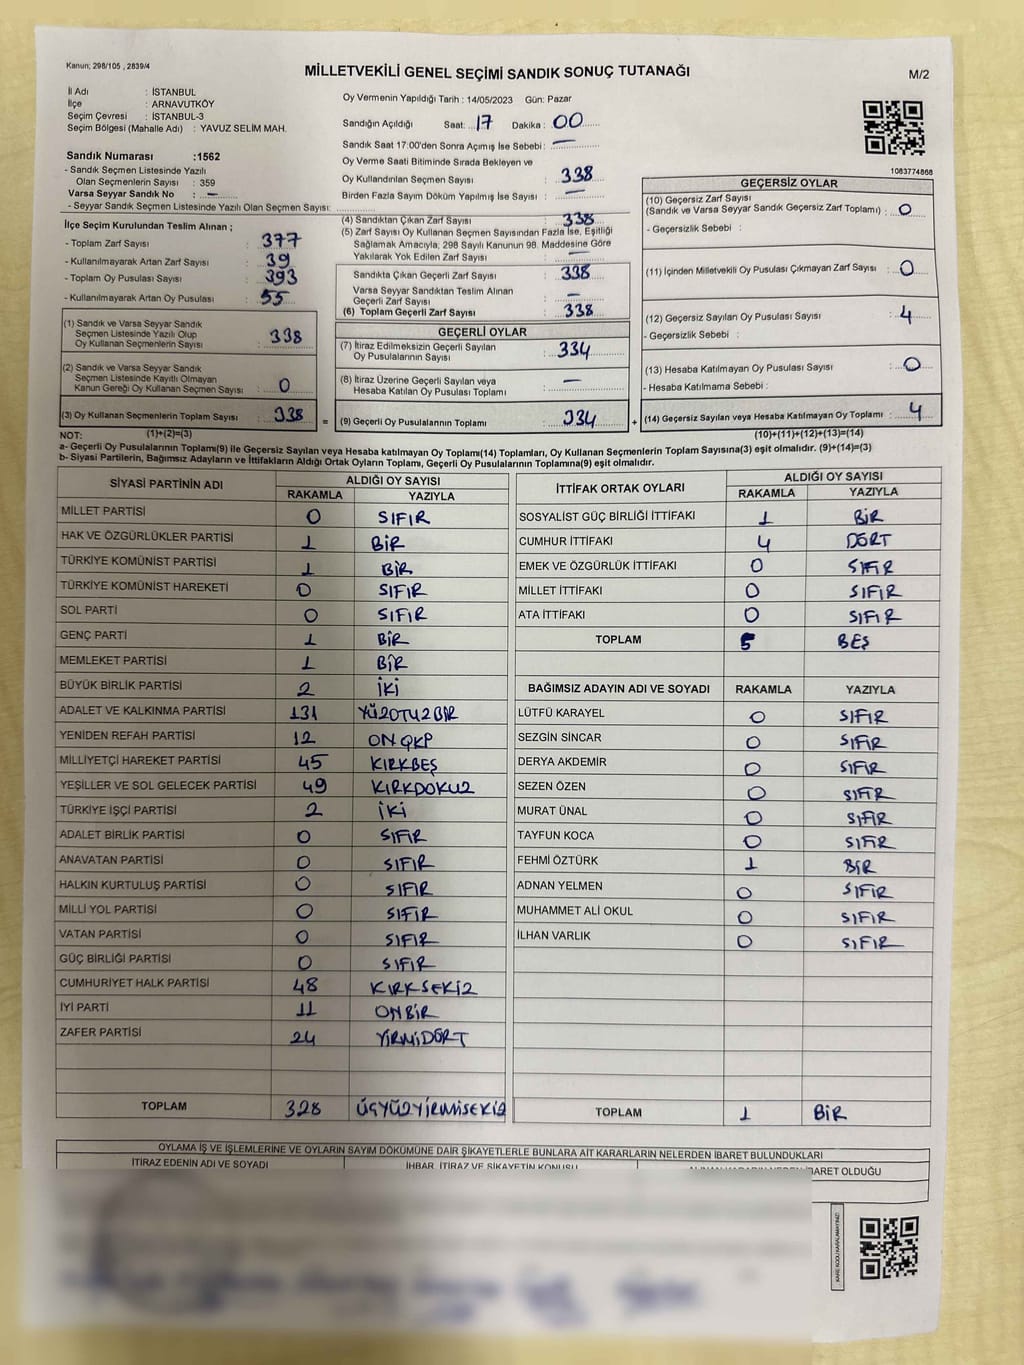 Kanun; 298/105 , 2839/4
MİLLETVEKİLİ GENEL SEÇİMİ SANDIK SONUÇ TUTANAĞI
M/2
İl Adı : İSTANBUL
İlçe : ARNAVUTKÖY
Seçim Çevresi : İSTANBUL-3
Seçim Bölgesi (Mahalle Adı) : YAVUZ SELİM MAH.
Sandık Numarası :1562
- Sandık Seçmen Listesinde Yazılı
Olan Seçmenlerin Sayısı : 359
Varsa Seyyar Sandık No : —
- Seyyar Sandık Seçmen Listesinde Yazılı Olan Seçmen Sayısı:
Oy Vermenin Yapıldığı Tarih : 14/05/2023 Gün: Pazar
Sandığın Açıldığı Saat: 17 Dakika : 00
Sandık Saat 17:00'den Sonra Açımış İse Sebebi : —
Oy Verme Saati Bitiminde Sırada Bekleyen ve
Oy Kullandırılan Seçmen Sayısı : 338
Birden Fazla Sayım Döküm Yapılmış İse Sayısı : —
1083774868
İlçe Seçim Kurulundan Teslim Alınan ;
- Toplam Zarf Sayısı : 377
- Kullanılmayarak Artan Zarf Sayısı : 39
- Toplam Oy Pusulası Sayısı : 393
- Kullanılmayarak Artan Oy Pusulası : 55
(1) Sandık ve Varsa Seyyar Sandık
Seçmen Listesinde Yazılı Olup
Oy Kullanan Seçmenlerin Sayısı : 338
(2) Sandık ve Varsa Seyyar Sandık
Seçmen Listesinde Kayıtlı Olmayan
Kanun Gereği Oy Kullanan Seçmen Sayısı : 0
(3) Oy Kullanan Seçmenlerin Toplam Sayısı : 338
(1)+(2)=(3)
(4) Sandıktan Çıkan Zarf Sayısı : 338
(5) Zarf Sayısı Oy Kullanan Seçmen Sayısından Fazla İse, Eşitliği
Sağlamak Amacıyla, 298 Sayılı Kanunun 98. Maddesine Göre
Yakılarak Yok Edilen Zarf Sayısı : —
Sandıkta Çıkan Geçerli Zarf Sayısı : 338
Varsa Seyyar Sandıktan Teslim Alınan
Geçerli Zarf Sayısı : —
(6) Toplam Geçerli Zarf Sayısı : 338
GEÇERLİ OYLAR
(7) İtiraz Edilmeksizin Geçerli Sayılan
Oy Pusulalarının Sayısı : 334
(8) İtiraz Üzerine Geçerli Sayılan veya
Hesaba Katılan Oy Pusulası Toplamı : —
= (9) Geçerli Oy Pusulalarının Toplamı : 334 +
GEÇERSİZ OYLAR
(10) Geçersiz Zarf Sayısı
(Sandık ve Varsa Seyyar Sandık Geçersiz Zarf Toplamı) : 0
- Geçersizlik Sebebi :
(11) İçinden Milletvekili Oy Pusulası Çıkmayan Zarf Sayısı : 0
(12) Geçersiz Sayılan Oy Pusulası Sayısı : 4
- Geçersizlik Sebebi :
(13) Hesaba Katılmayan Oy Pusulası Sayısı : 0
- Hesaba Katılmama Sebebi :
(14) Geçersiz Sayılan veya Hesaba Katılmayan Oy Toplamı : 4
(10)+(11)+(12)+(13)=(14)
NOT:
a- Geçerli Oy Pusulalarının Toplamı(9) ile Geçersiz Sayılan veya Hesaba katılmayan Oy Toplamı(14) Toplamları, Oy Kullanan Seçmenlerin Toplam Sayısına(3) eşit olmalıdır. (9)+(14)=(3)
b- Siyasi Partilerin, Bağımsız Adayların ve İttifakların Aldığı Ortak Oyların Toplamı, Geçerli Oy Pusulalarının Toplamına(9) eşit olmalıdır.
SİYASİ PARTİNİN ADI
ALDIĞI OY SAYISI
RAKAMLA YAZIYLA
MİLLET PARTİSİ 0 SIFIR
HAK VE ÖZGÜRLÜKLER PARTİSİ 1 BİR
TÜRKİYE KOMÜNİST PARTİSİ 1 BİR
TÜRKİYE KOMÜNİST HAREKETİ 0 SIFIR
SOL PARTİ 0 SIFIR
GENÇ PARTİ 1 BİR
MEMLEKET PARTİSİ 1 BİR
BÜYÜK BİRLİK PARTİSİ 2 İKİ
ADALET VE KALKINMA PARTİSİ 131 YÜZOTUZBİR
YENİDEN REFAH PARTİSİ 12 ON
MİLLİYETÇİ HAREKET PARTİSİ 45 KIRKBEŞ
YEŞİLLER VE SOL GELECEK PARTİSİ 49 KIRKDOKUZ
TÜRKİYE İŞÇİ PARTİSİ 2 İKİ
ADALET BİRLİK PARTİSİ 0 SIFIR
ANAVATAN PARTİSİ 0 SIFIR
HALKIN KURTULUŞ PARTİSİ 0 SIFIR
MİLLİ YOL PARTİSİ 0 SIFIR
VATAN PARTİSİ 0 SIFIR
GÜÇ BİRLİĞİ PARTİSİ 0 SIFIR
CUMHURİYET HALK PARTİSİ 48 KIRKSEKİZ
İYİ PARTİ 11 ONBİR
ZAFER PARTİSİ 24 YİRMİDÖRT
TOPLAM 328 ÜÇYÜZYİRMİSEKİZ
İTTİFAK ORTAK OYLARI
ALDIĞI OY SAYISI
RAKAMLA YAZIYLA
SOSYALİST GÜÇ BİRLİĞİ İTTİFAKI 1 BİR
CUMHUR İTTİFAKI 4 DÖRT
EMEK VE ÖZGÜRLÜK İTTİFAKI 0 SIFIR
MİLLET İTTİFAKI 0 SIFIR
ATA İTTİFAKI 0 SIFIR
TOPLAM 5 BEŞ
BAĞIMSIZ ADAYIN ADI VE SOYADI RAKAMLA YAZIYLA
LÜTFÜ KARAYEL 0 SIFIR
SEZGİN SİNCAR 0 SIFIR
DERYA AKDEMİR 0 SIFIR
SEZEN ÖZEN 0 SIFIR
MURAT ÜNAL 0 SIFIR
TAYFUN KOCA 0 SIFIR
FEHMİ ÖZTÜRK 1 BİR
ADNAN YELMEN 0 SIFIR
MUHAMMET ALİ OKUL 0 SIFIR
İLHAN VARLIK 0 SIFIR
TOPLAM 1 BİR
OYLAMA İŞ VE İŞLEMLERİNE VE OYLARIN SAYIM DÖKÜMÜNE DAİR ŞİKAYETLERLE BUNLARA AİT KARARLARIN NELERDEN İBARET BULUNDUKLARI
İTİRAZ EDENİN ADI VE SOYADI
İHBAR, İTİRAZ VE ŞİKAYETİN KONUSU
İBARET OLDUĞU
KARE KODU KARALAMAYINIZ!